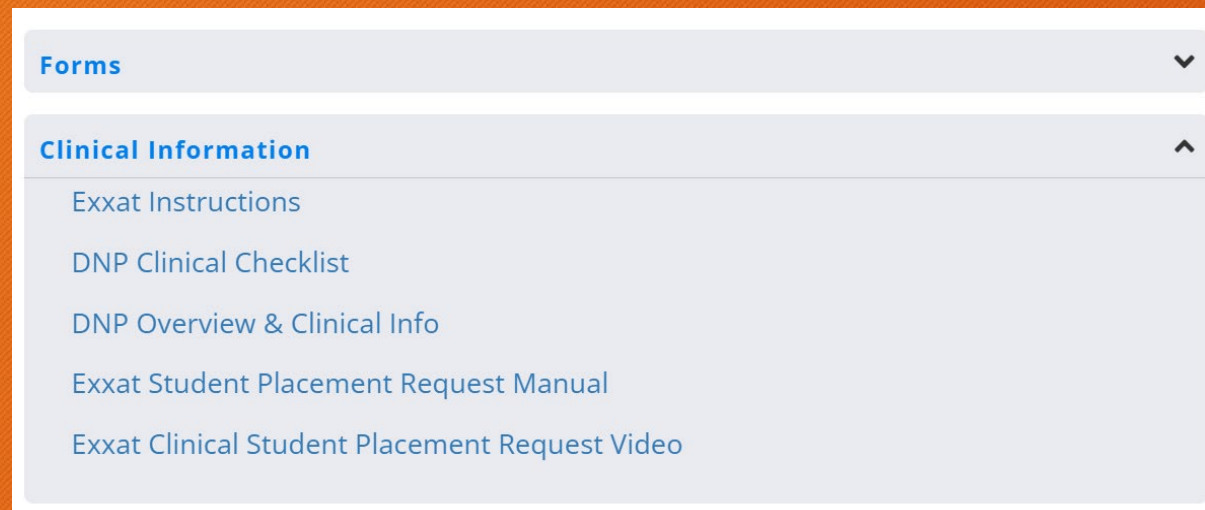 Forms
Clinical Information
Exxat Instructions
DNP Clinical Checklist
DNP Overview & Clinical Info
Exxat Student Placement Request Manual
Exxat Clinical Student Placement Request Video